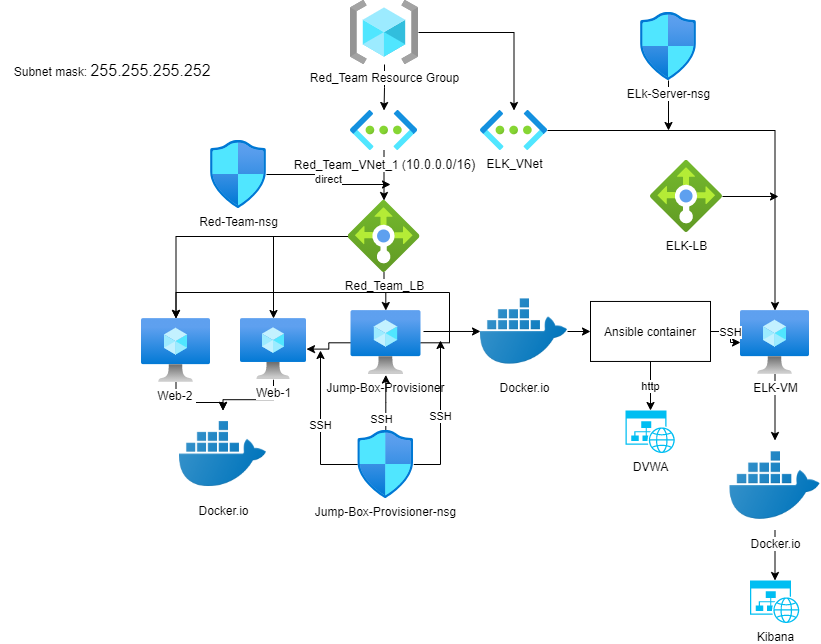 Subnet mask: 255.255.255.252
Red_Team Resource Group
ELk-Server-nsg
Red_Team_VNet_1 (10.0.0.0/16)
ELK_VNet
direct
Red-Team-nsg
ELK-LB
Red_Team_LB
Ansible container
SSH
Web-2
Web-1
Jump-Box-Provisioner
Docker.io
http
ELK-VM
SSH
SSH
SSH
DVWA
Docker.io
Jump-Box-Provisioner-nsg
Docker.io
Kibana